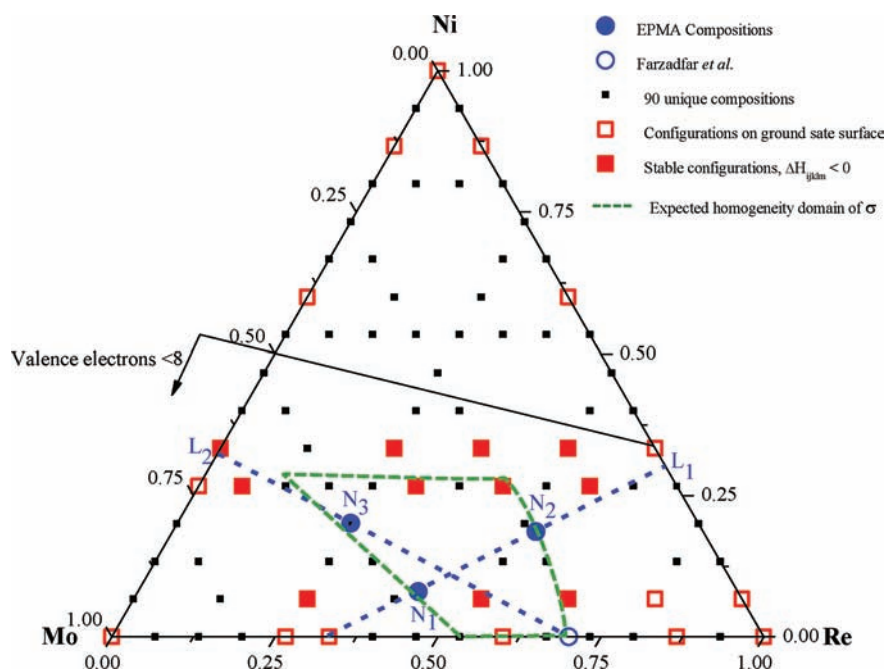 Ni
0.00
1.00
EPMA Compositions
Farzadfar et al.
90 unique compositions
Configurations on ground sate surface
Stable configurations, ΔHijklm < 0
Expected homogeneity domain of σ
0.25
0.75
0.50
0.50
Valence electrons <8
L2
L1
0.75
0.25
N3
N2
N1
1.00
Mo
0.00
Re
0.00
0.25
0.50
0.75
1.00